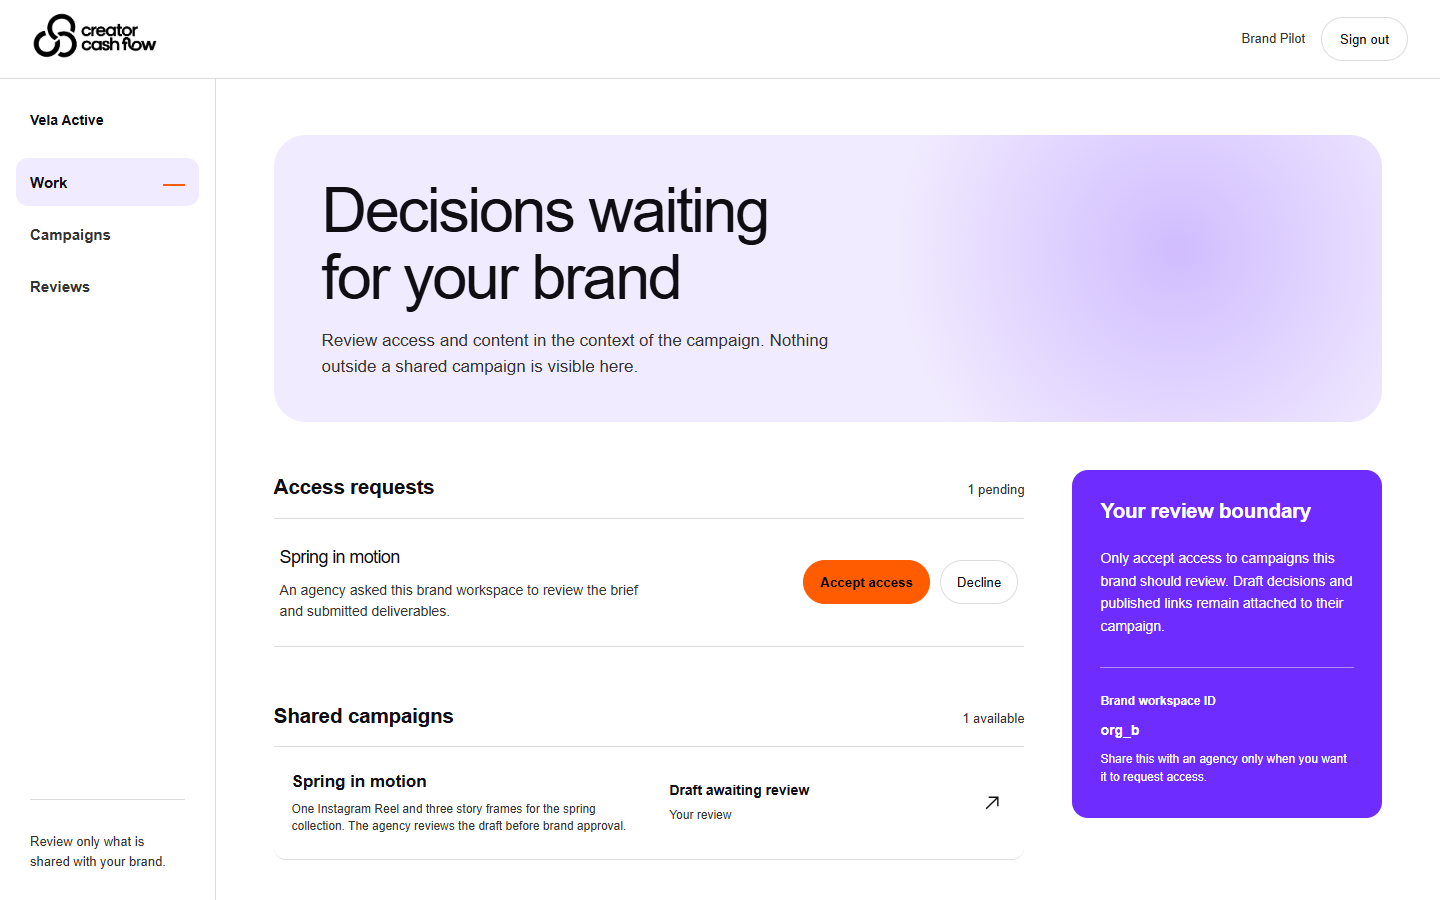 creator
cash flow
Brand Pilot
Sign out
Vela Active
Work
Campaigns
Reviews
Review only what is
shared with your brand.
Decisions waiting
for your brand
Review access and content in the context of the campaign. Nothing
outside a shared campaign is visible here.
Access requests
1 pending
Spring in motion
An agency asked this brand workspace to review the brief
and submitted deliverables.
Accept access
Decline
Shared campaigns
1 available
Spring in motion
One Instagram Reel and three story frames for the spring
collection. The agency reviews the draft before brand approval.
Draft awaiting review
Your review
Your review boundary
Only accept access to campaigns this
brand should review. Draft decisions and
published links remain attached to their
campaign.
Brand workspace ID
org_b
Share this with an agency only when you want
it to request access.